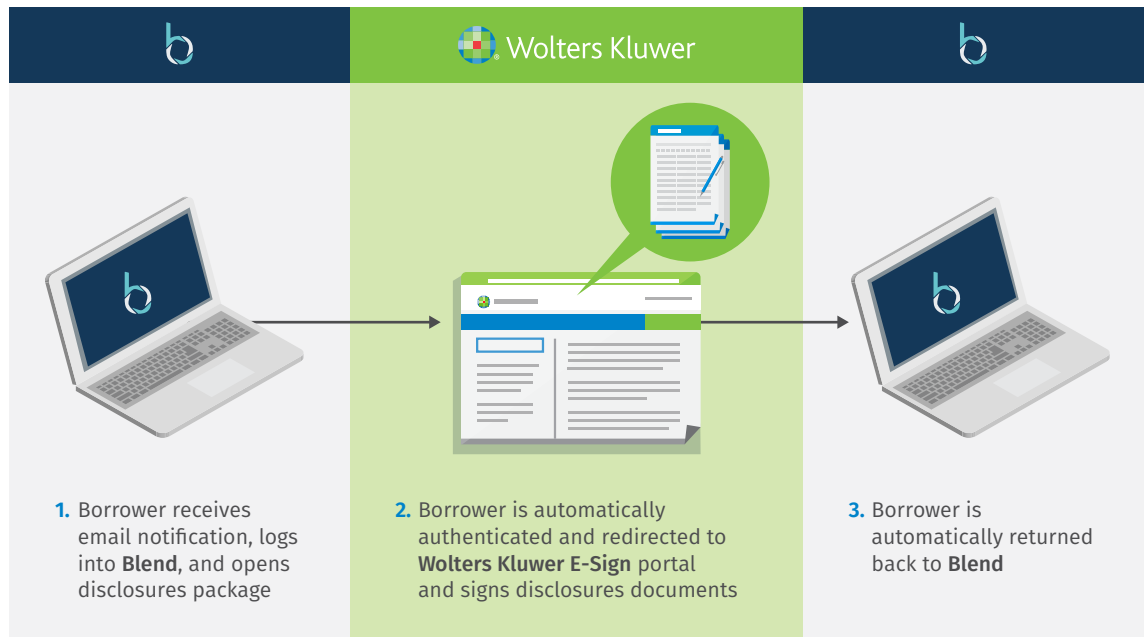 Wolters Kluwer
1. Borrower receives
email notification, logs
into Blend, and opens
disclosures package
2. Borrower is automatically
authenticated and redirected to
Wolters Kluwer E-Sign portal
and signs disclosures documents
3. Borrower is
automatically returned
back to Blend